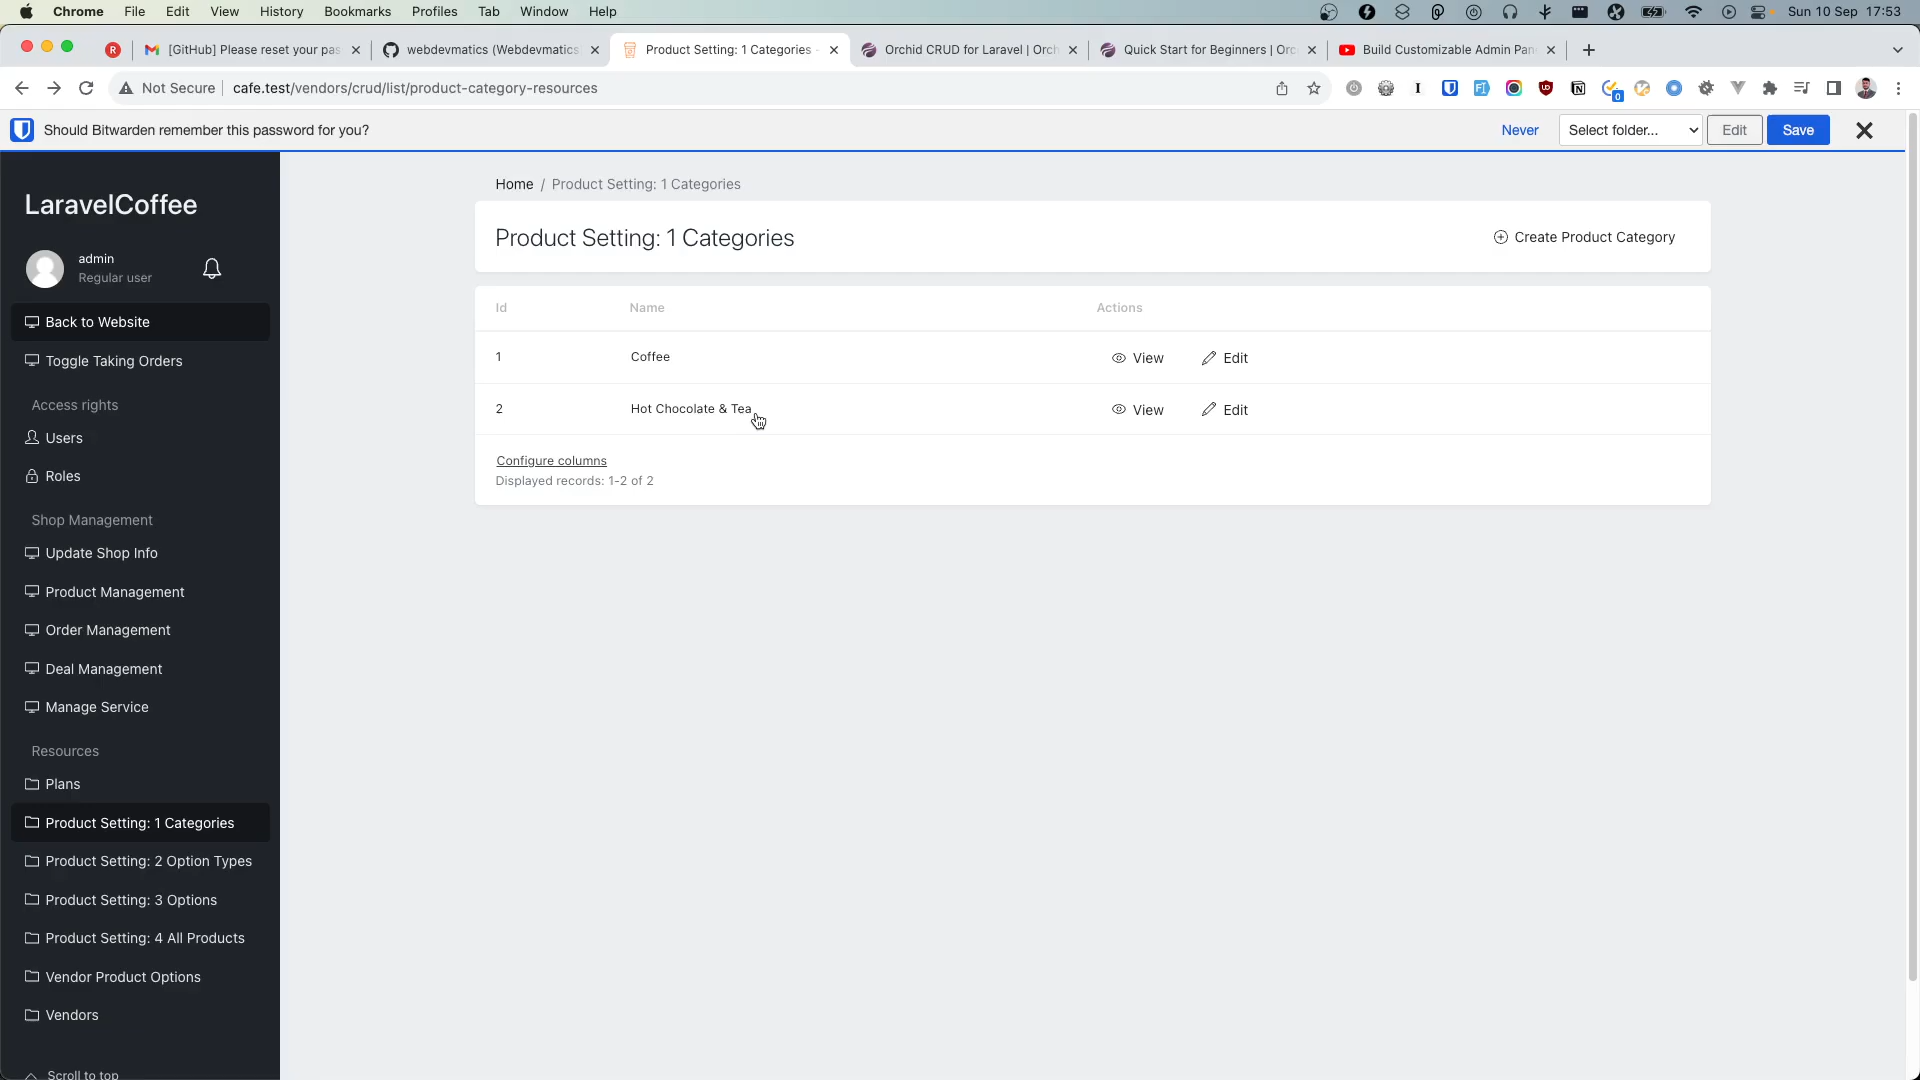 Chrome File Edit View History Bookmarks Profiles Tab Window Help Sun 10 Sep 17:53
[GitHub] Please reset your pas webdevmatics (Webdevmatics Product Setting: 1 Categories Orchid CRUD for Laravel | Orch Quick Start for Beginners | Orc Build Customizable Admin Pan
Not Secure cafe.test/vendors/crud/list/product-category-resources
Should Bitwarden remember this password for you? Never Select folder... Edit Save
LaravelCoffee
admin
Regular user
Back to Website
Toggle Taking Orders
Access rights
Users
Roles
Shop Management
Update Shop Info
Product Management
Order Management
Deal Management
Manage Service
Resources
Plans
Product Setting: 1 Categories
Product Setting: 2 Option Types
Product Setting: 3 Options
Product Setting: 4 All Products
Vendor Product Options
Vendors
Scroll to top
Home / Product Setting: 1 Categories
Product Setting: 1 Categories
Create Product Category
Id Name Actions
1 Coffee View Edit
2 Hot Chocolate & Tea View Edit
Configure columns
Displayed records: 1-2 of 2